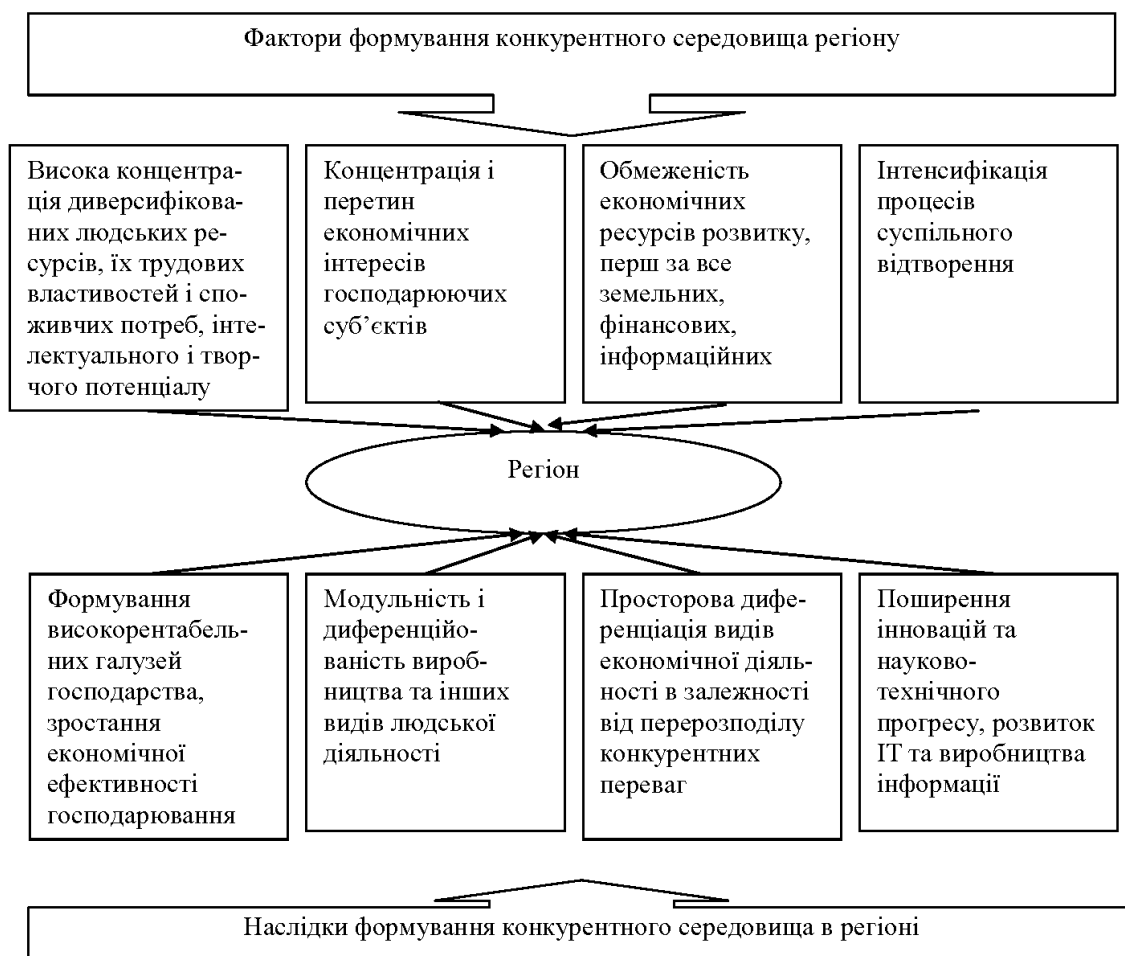 Фактори формування конкурентного середовища регіону
Висока концентра-
ція диверсифікова-
них людських ре-
сурсів, їх трудових
властивостей і спо-
живчих потреб, інте-
лектуального і твор-
чого потенціалу
Концентрація і
перетин
економічних
інтересів
господарюючих
суб’єктів
Обмеженість
економічних
ресурсів розвитку,
перш за все
земельних,
фінансових,
інформаційних
Інтенсифікація
процесів
суспільного
відтворення
Регіон
Формування
високорентабель-
них галузей
господарства,
зростання
економічної
ефективності
господарювання
Модульність і
диференційо-
ваність вироб-
ництва та інших
видів людської
діяльності
Просторова дифе-
ренціація видів
економічної діяль-
ності в залежності
від перерозподілу
конкурентних
переваг
Поширення
інновацій та
науково-
технічного
прогресу, розвиток
ІТ та виробництва
інформації
Наслідки формування конкурентного середовища в регіоні